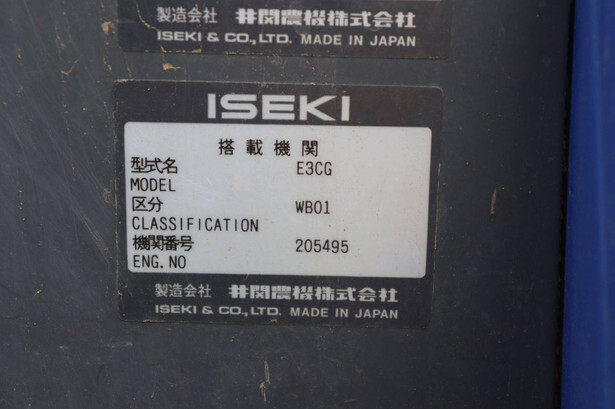 製造会社 井関農機株式会社
ISEKI & CO., LTD. MADE IN JAPAN
ISEKI
搭載機関
型式名 E3CG
MODEL
区分 WB01
CLASSIFICATION
機関番号 205495
ENG.NO
製造会社 井関農機株式会社
ISEKI & CO., LTD. MADE IN JAPAN